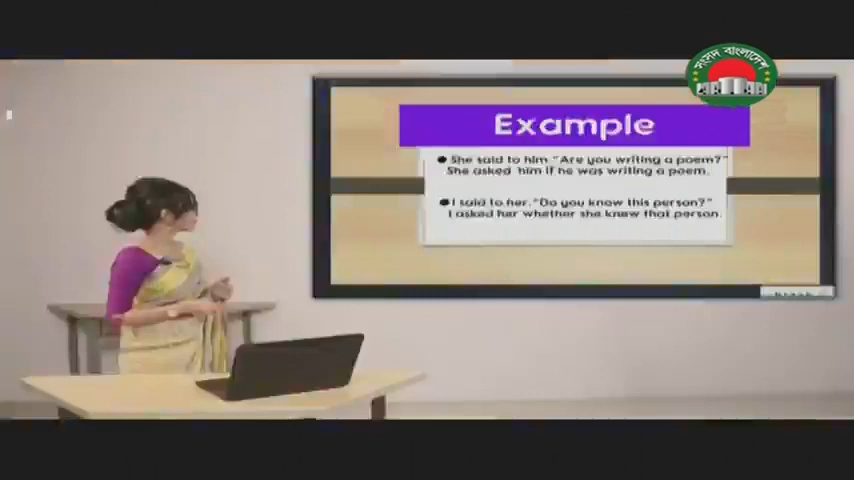 সংসদ বাংলাদেশ
Example
● She said to him "Are you writing a poem?"
She asked him if he was writing a poem.
● I said to her. "Do you know this person?"
I asked her whether she knew that person.